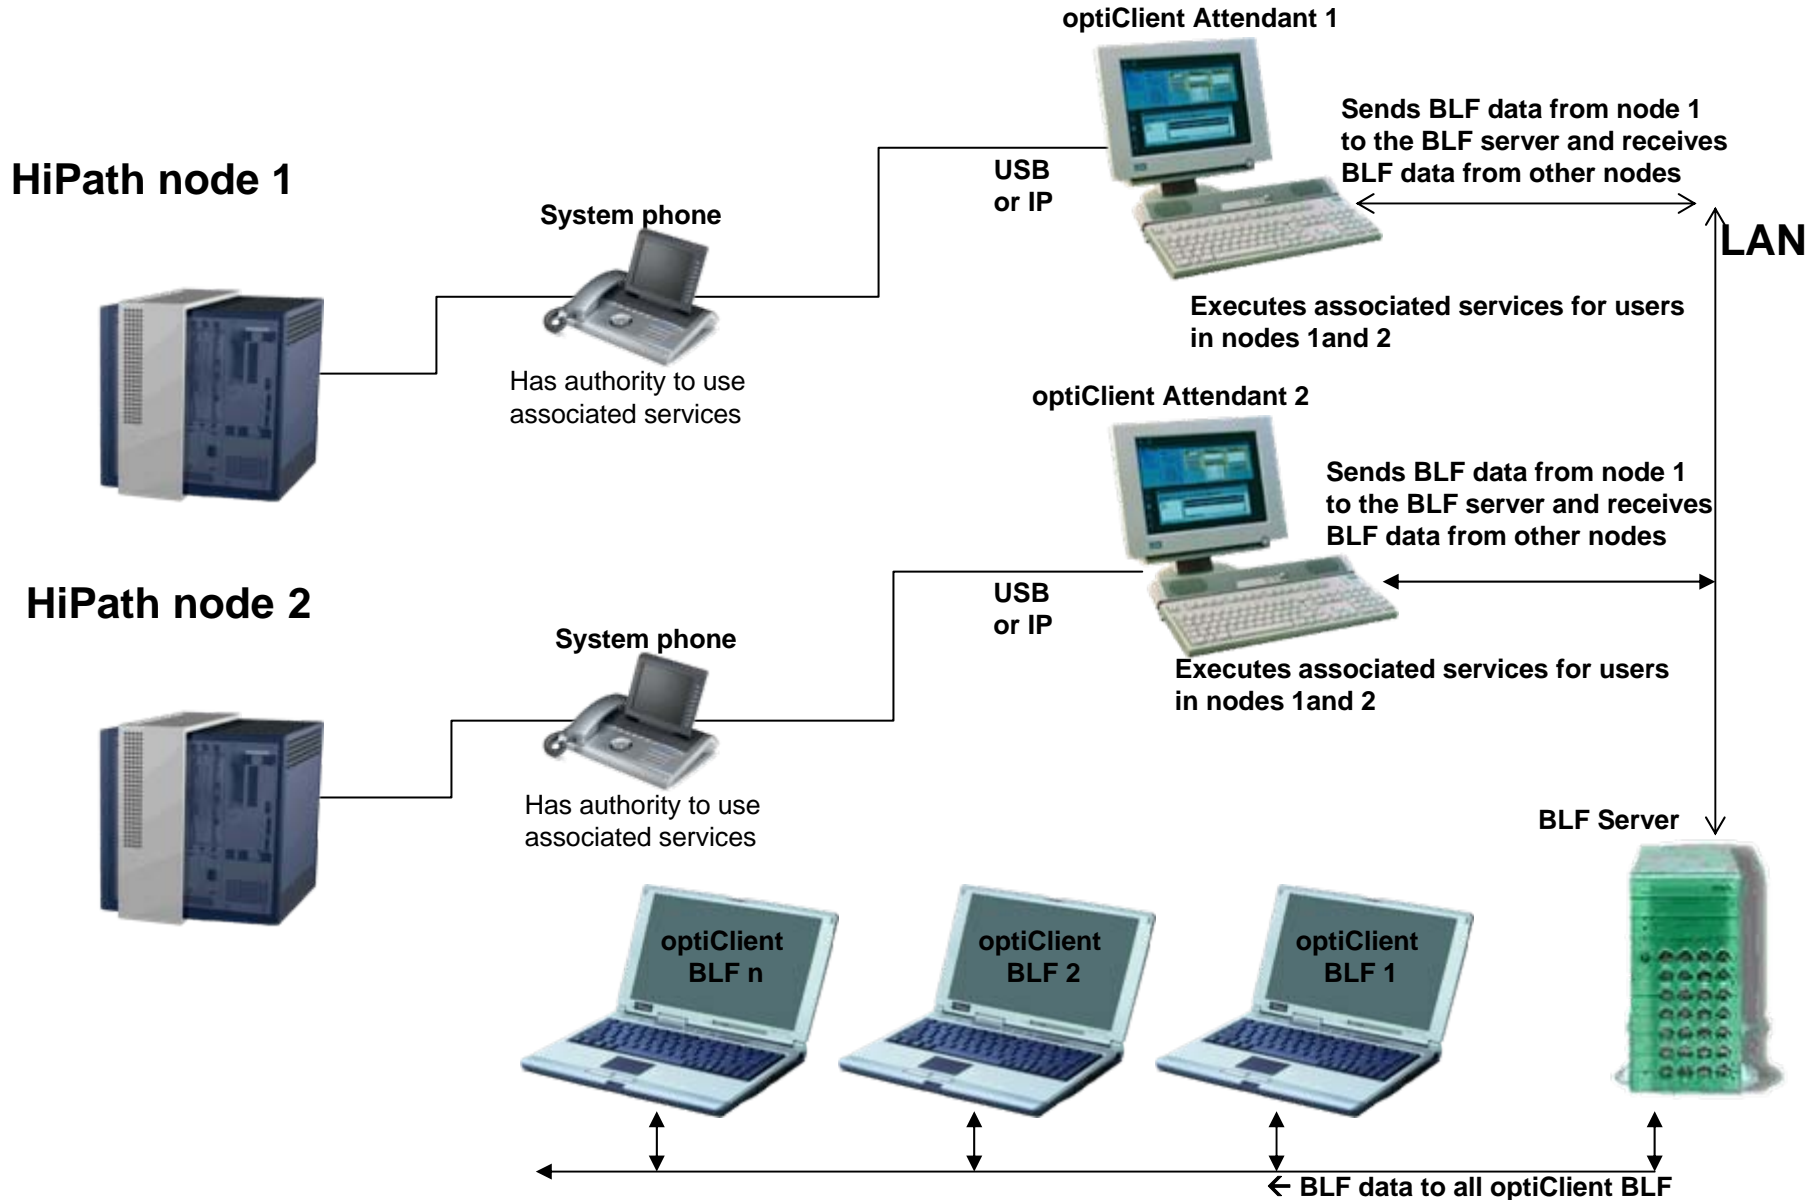 optiClient Attendant 1
Sends BLF data from node 1
to the BLF server and receives
BLF data from other nodes
HiPath node 1
USB
or IP
System phone
LAN
Executes associated services for users
in nodes 1and 2
Has authority to use
associated services
optiClient Attendant 2
Sends BLF data from node 1
to the BLF server and receives
BLF data from other nodes
HiPath node 2
USB
or IP
System phone
Executes associated services for users
in nodes 1and 2
Has authority to use
associated services
BLF Server
optiClient
BLF n
optiClient
BLF 2
optiClient
BLF 1
← BLF data to all optiClient BLF